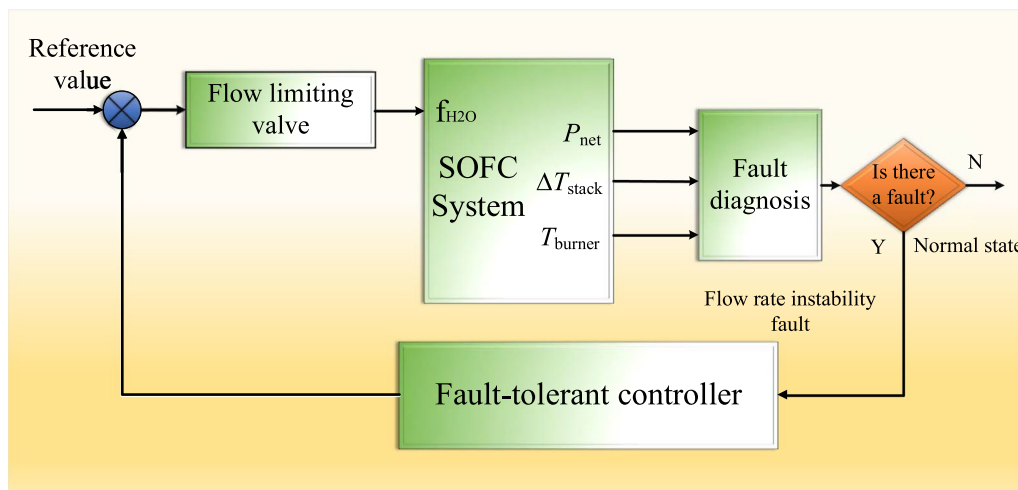 Reference
value
Flow limiting
valve
fH2O
SOFC
System
Pnet
ΔTstack
Tburner
Fault
diagnosis
Is there
a fault?
N
Y
Normal state
Flow rate instability
fault
Fault-tolerant controller